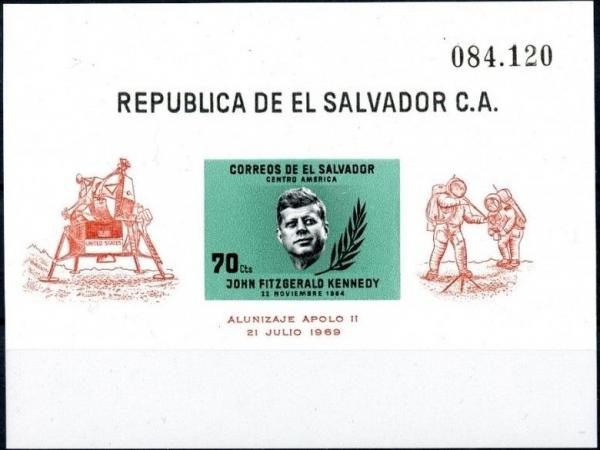 084.120
REPUBLICA DE EL SALVADOR C.A.
CORREOS DE EL SALVADOR
CENTRO AMERICA
UNITED STATES
70 Cts
JOHN FITZGERALD KENNEDY
22 NOVIEMBRE 1964
ALUNIZAJE APOLO II
21 JULIO 1969